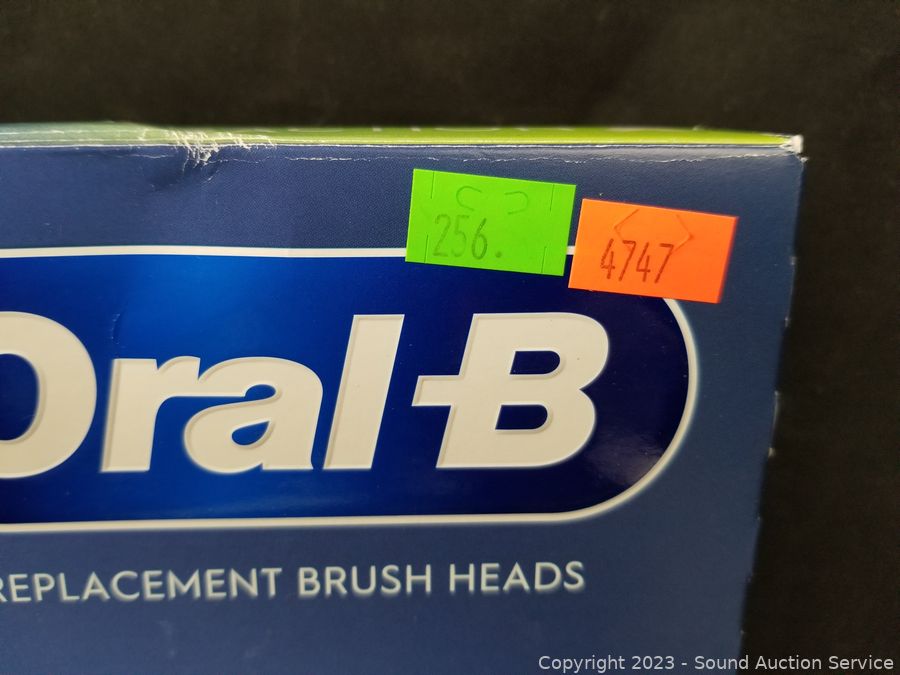 256.
4747
Oral-B
REPLACEMENT BRUSH HEADS
Copyright © 2023 - Sound Auction Service